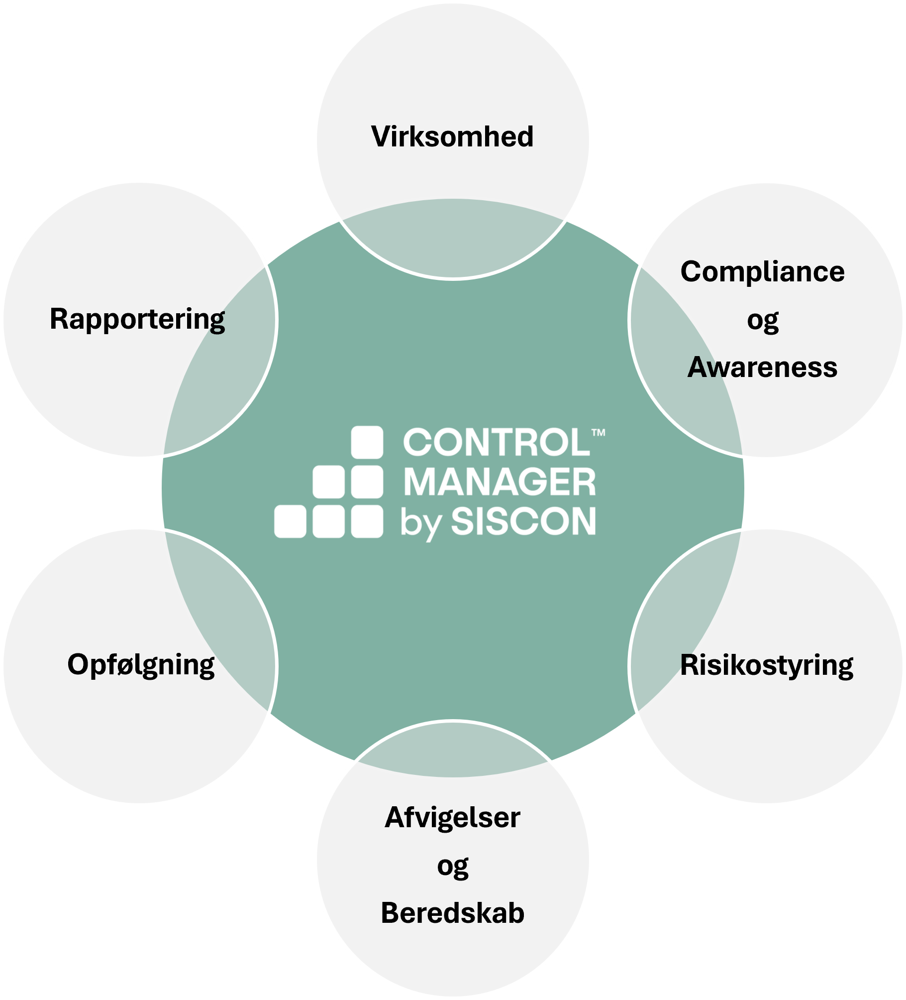 Virksomhed
Compliance
og
Awareness
Rapportering
CONTROL™
MANAGER
by SISCON
Opfølgning
Risikostyring
Afvigelser
og
Beredskab